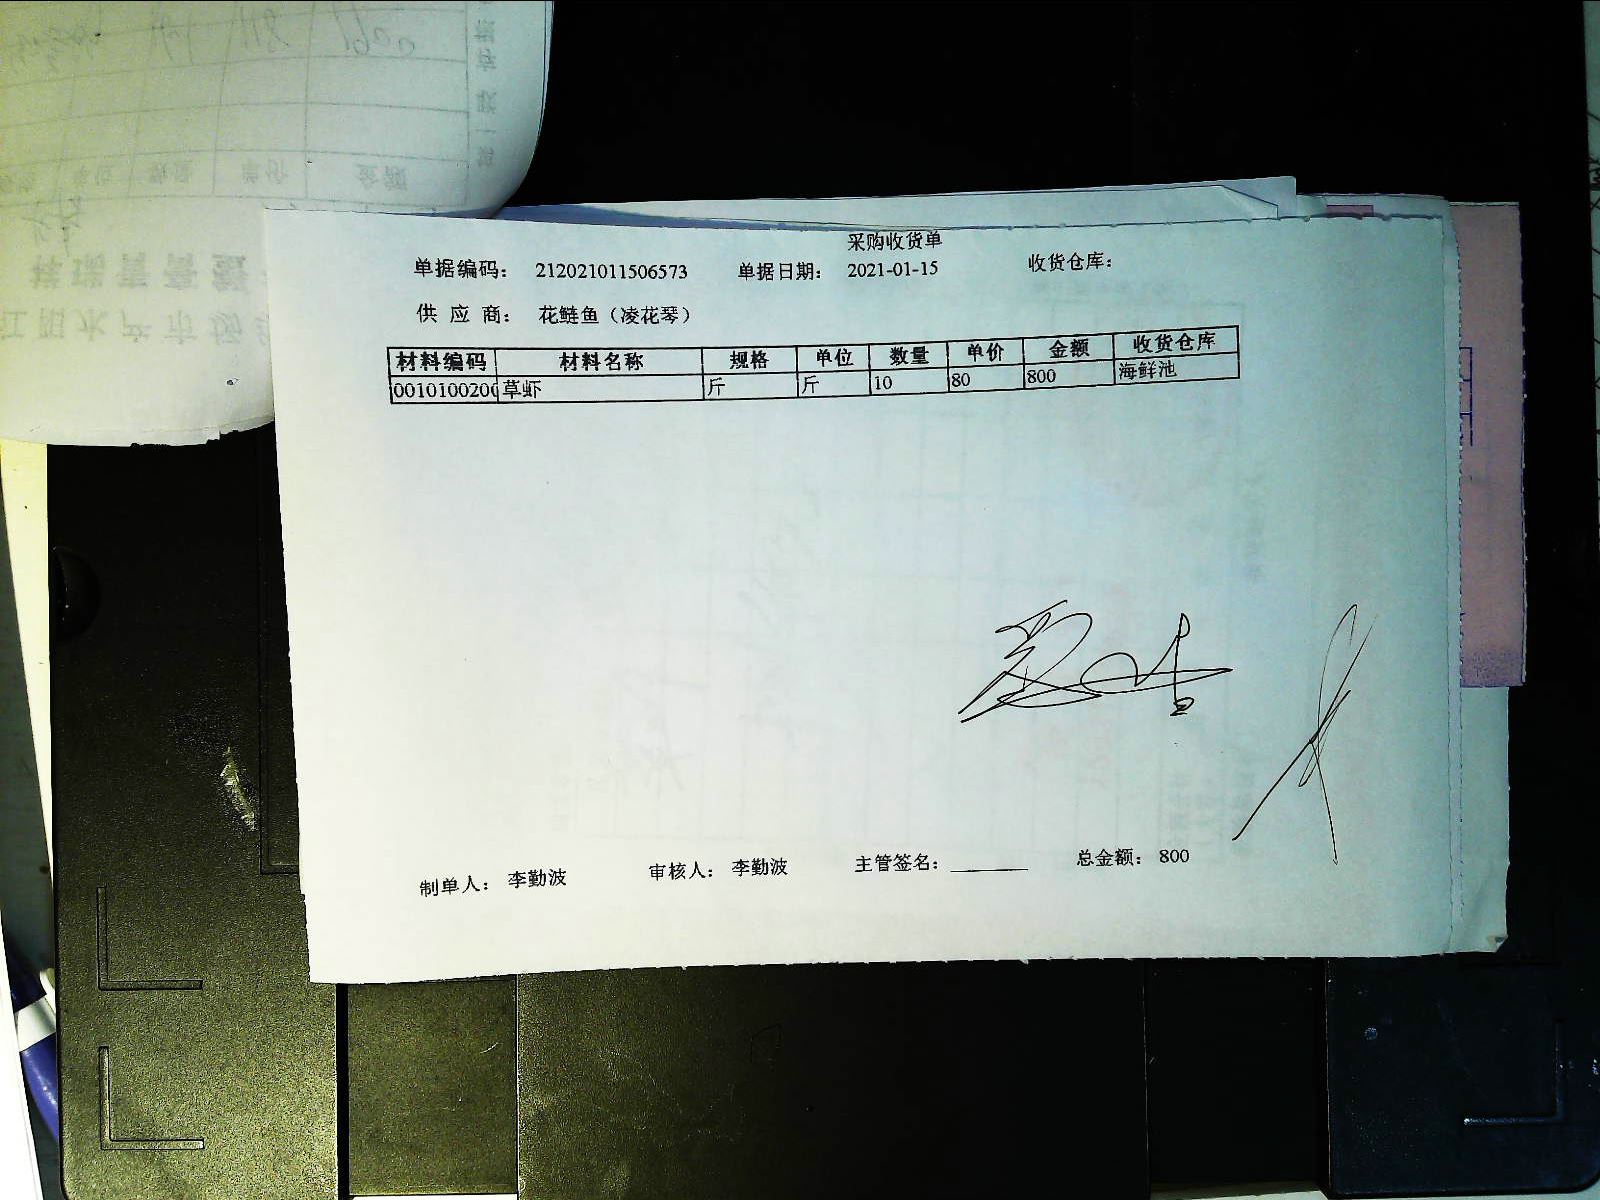 采购收货单
单据编码： 212021011506573 单据日期： 2021-01-15 收货仓库：
供 应 商： 花鲢鱼（凌花琴）
材料编码 材料名称 规格 单位 数量 单价 金额 收货仓库
0010100200 草虾 斤 斤 10 80 800 海鲜池
制单人： 李勤波 审核人： 李勤波 主管签名： 总金额： 800